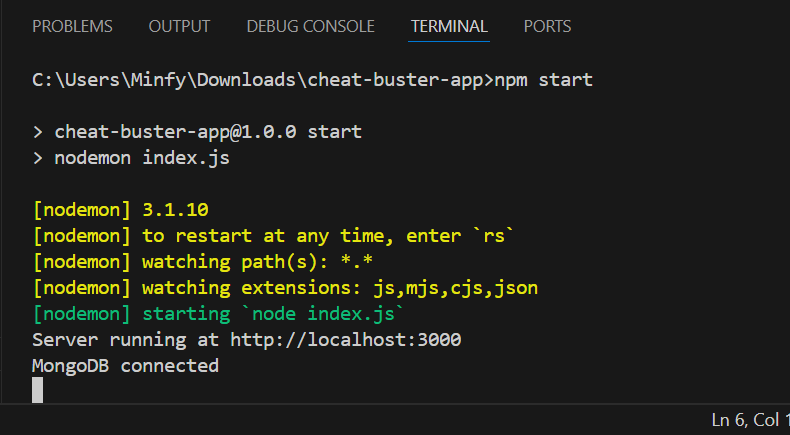 PROBLEMS OUTPUT DEBUG CONSOLE TERMINAL PORTS
C:\Users\Minfy\Downloads\cheat-buster-app>npm start
> cheat-buster-app@1.0.0 start
> nodemon index.js
[nodemon] 3.1.10
[nodemon] to restart at any time, enter `rs`
[nodemon] watching path(s): *.*
[nodemon] watching extensions: js,mjs,cjs,json
[nodemon] starting `node index.js`
Server running at http://localhost:3000
MongoDB connected
Ln 6, Col 1